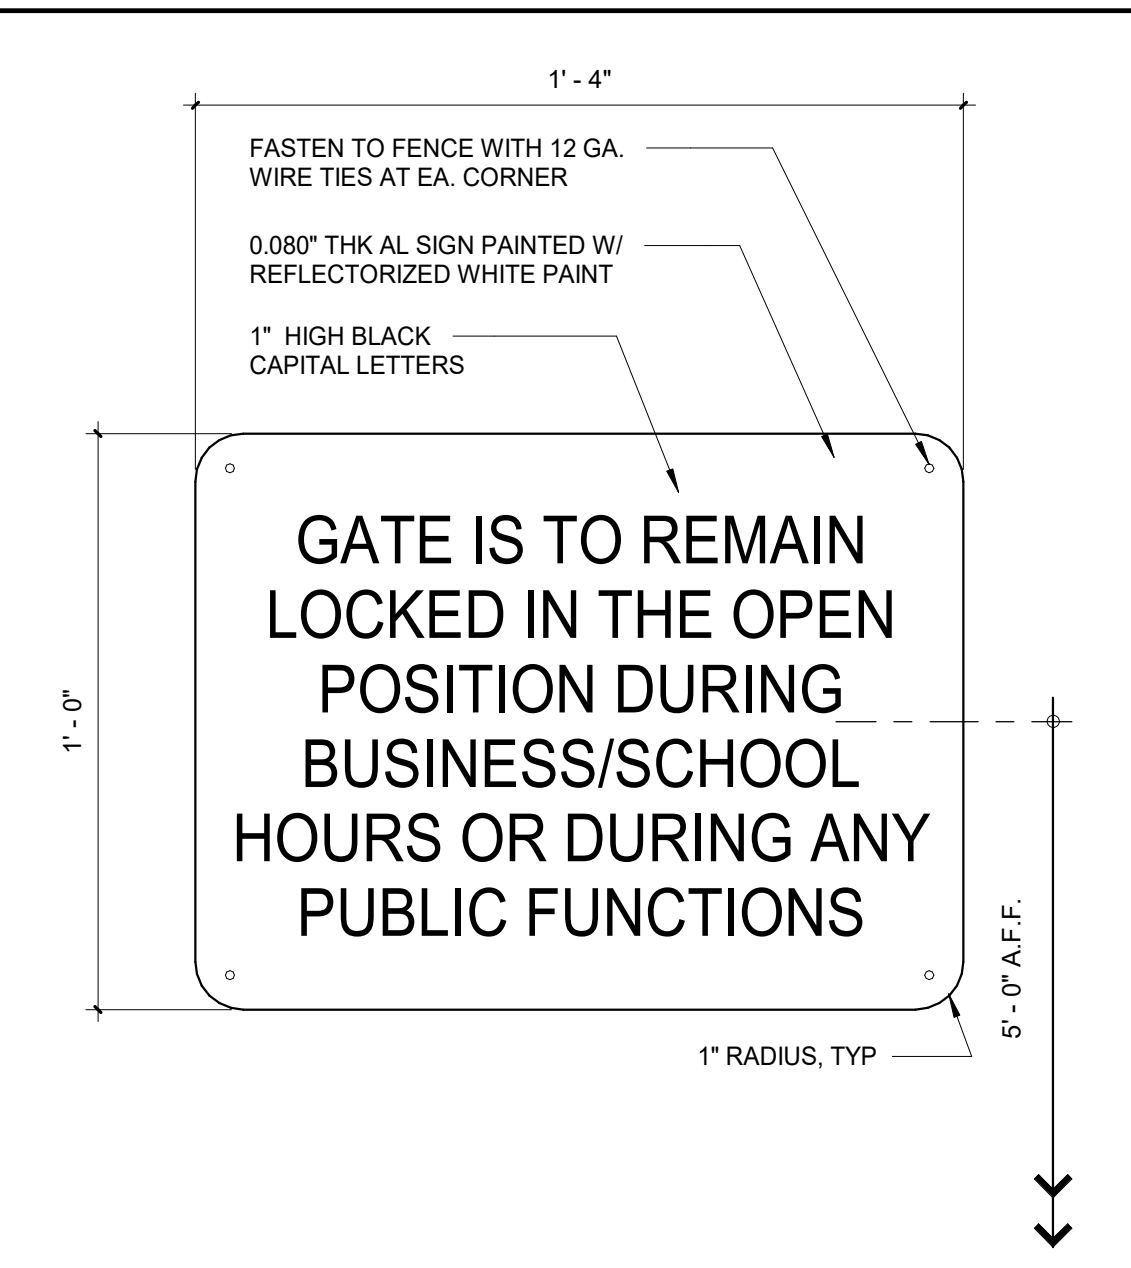 1' - 4"
FASTEN TO FENCE WITH 12 GA.
WIRE TIES AT EA. CORNER
0.080" THK AL SIGN PAINTED W/
REFLECTORIZED WHITE PAINT
1"  HIGH BLACK
CAPITAL LETTERS
GATE IS TO REMAIN
LOCKED IN THE OPEN
POSITION DURING
BUSINESS/SCHOOL
HOURS OR DURING ANY
PUBLIC FUNCTIONS
1' - 0"
5' - 0" A.F.F.
1" RADIUS, TYP